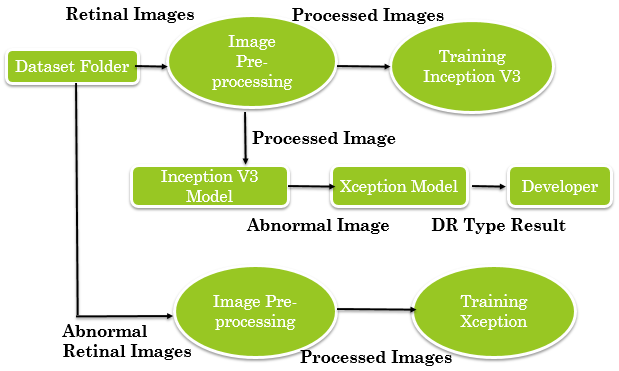 Retinal Images
Processed Images
Dataset Folder
Image
Pre-
processing
Training
Inception V3
Processed Image
Inception V3
Model
Xception Model
Developer
Abnormal Image
DR Type Result
Image Pre-
processing
Training
Xception
Abnormal
Retinal Images
Processed Images